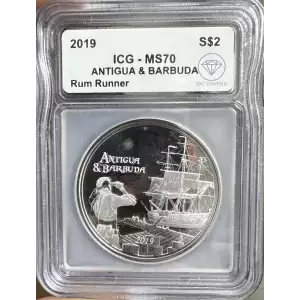 2019 S$2
ICG - MS70
ANTIGUA & BARBUDA
Rum Runner
ANTIGUA
& BARBUDA
2019